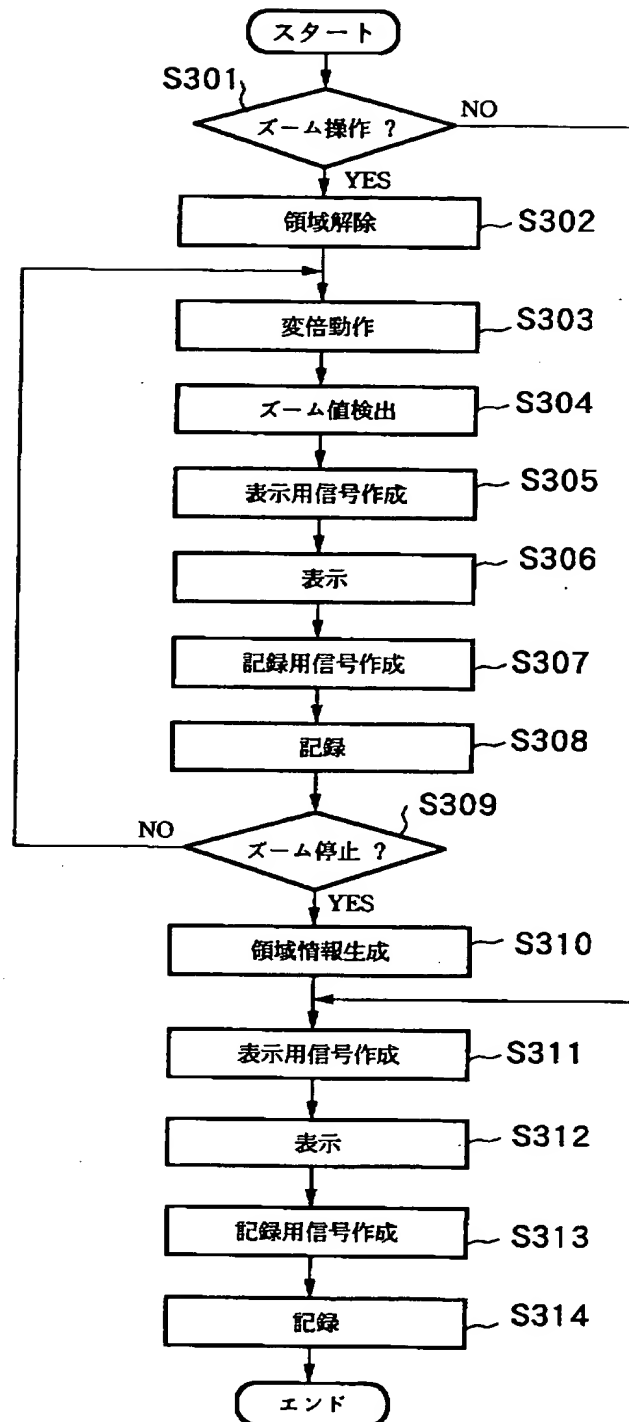 スタート
S301
ズーム操作 ?
NO
YES
領域解除
S302
変倍動作
S303
ズーム値検出
S304
表示用信号作成
S305
表示
S306
記録用信号作成
S307
記録
S308
S309
NO
ズーム停止 ?
YES
領域情報生成
S310
表示用信号作成
S311
表示
S312
記録用信号作成
S313
記録
S314
エンド